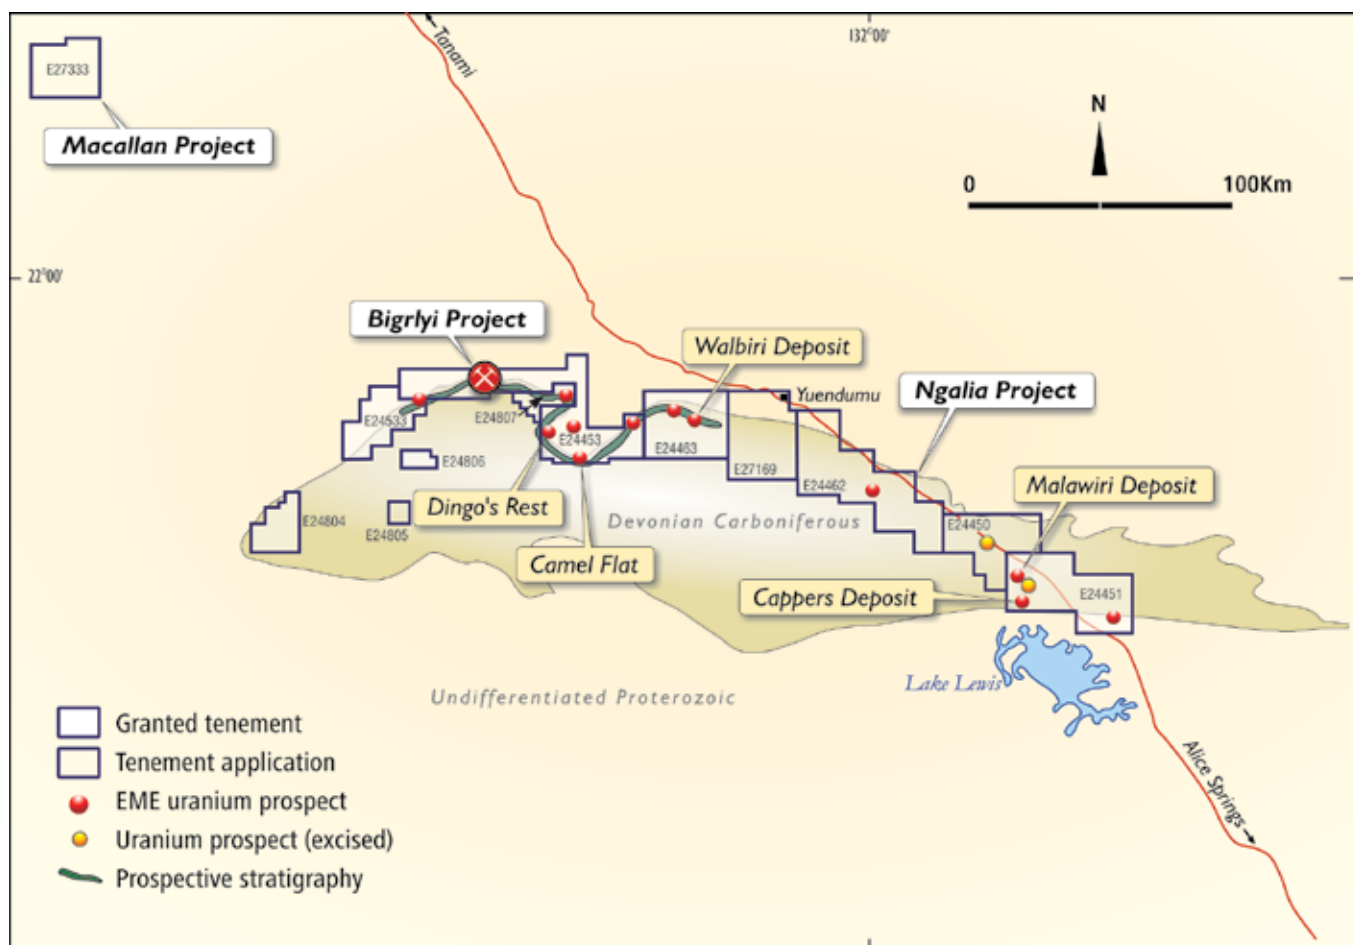 Tanami
132°00'
E27333
Macallan Project
N
0 100Km
22°00'
Bigrlyi Project
Walbiri Deposit
Yuendumu
Ngalia Project
E24533
E24807
E24453
E24463
E24806
E27169
E24462
Malawiri Deposit
Dingo's Rest
E24804
E24805
Devonian Carboniferous
E24450
Camel Flat
Cappers Deposit
E24451
Lake Lewis
Undifferentiated Proterozoic
Alice Springs
Granted tenement
Tenement application
EME uranium prospect
Uranium prospect (excised)
Prospective stratigraphy